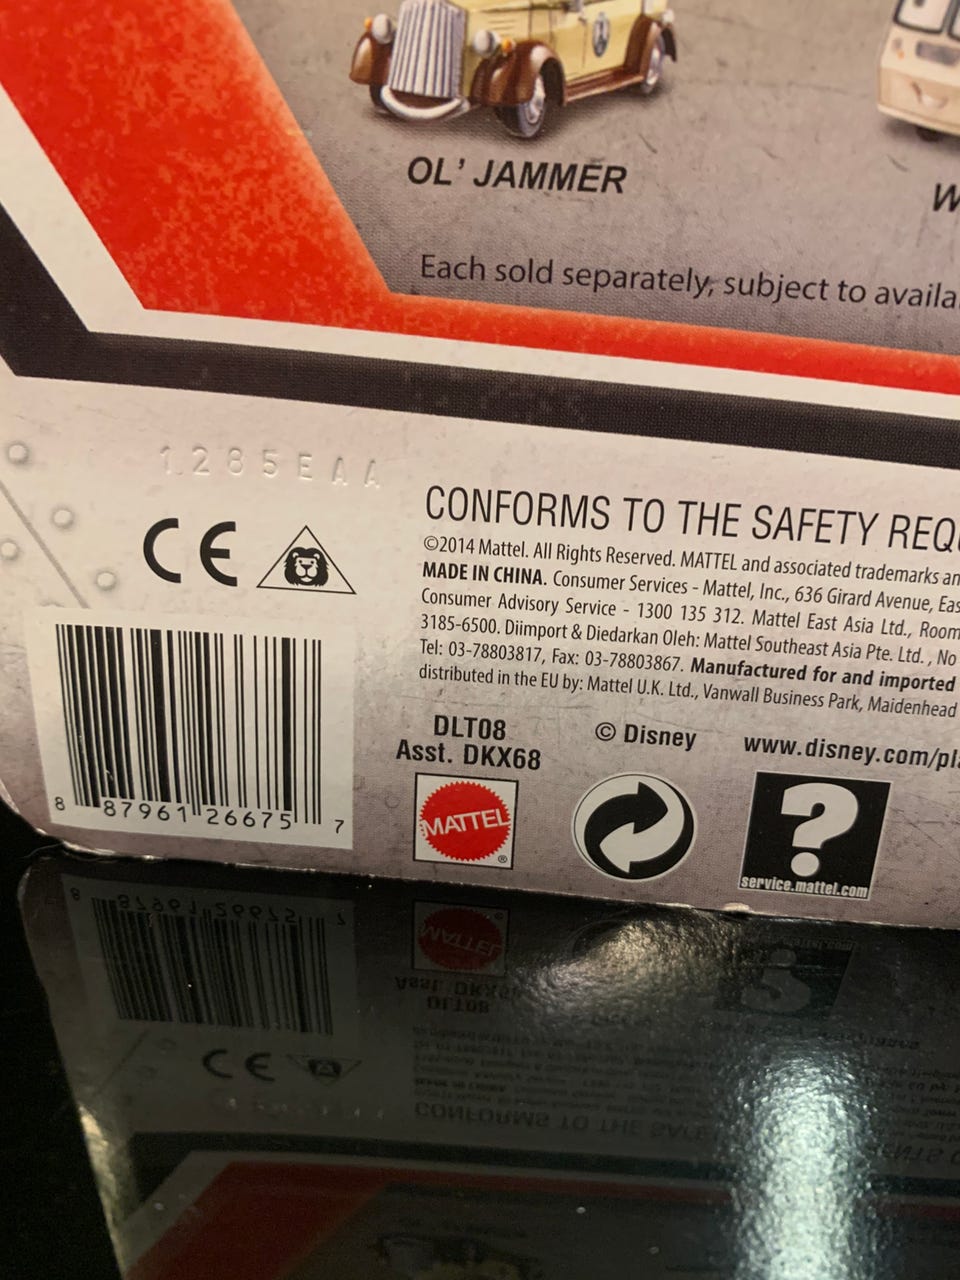 OL' JAMMER
W
Each sold separately, subject to availa
1285EAA
CE
CONFORMS TO THE SAFETY REQU
©2014 Mattel. All Rights Reserved. MATTEL and associated trademarks an
MADE IN CHINA. Consumer Services - Mattel, Inc., 636 Girard Avenue, Eas
Consumer Advisory Service - 1300 135 312. Mattel East Asia Ltd., Room
3185-6500. Diimport & Diedarkan Oleh: Mattel Southeast Asia Pte. Ltd., No
Tel: 03-78803817, Fax: 03-78803867. Manufactured for and imported
distributed in the EU by: Mattel U.K. Ltd., Vanwall Business Park, Maidenhead
DLT08
Asst. DKX68
© Disney
www.disney.com/pla
8 87961 26675 7
MATTEL®
?
service.mattel.com